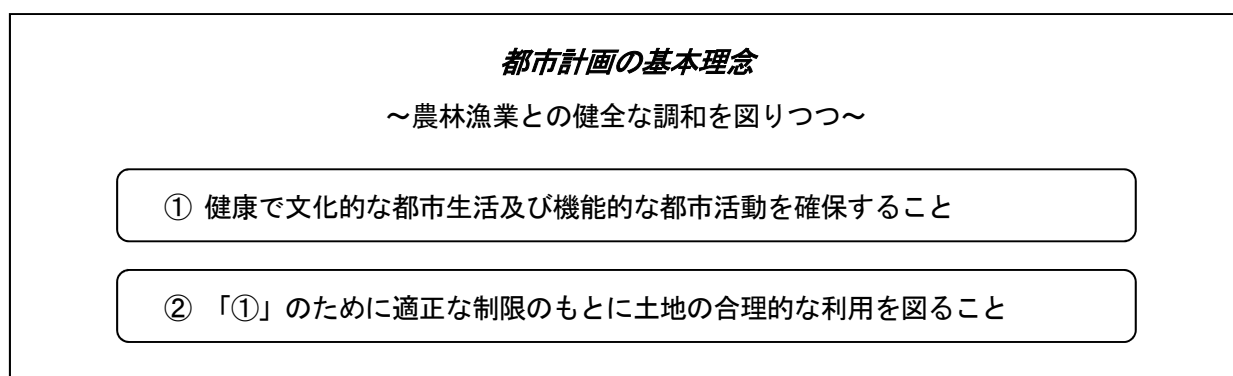 都市計画の基本理念
～農林漁業との健全な調和を図りつつ～
① 健康で文化的な都市生活及び機能的な都市活動を確保すること
② 「①」のために適正な制限のもとに土地の合理的な利用を図ること